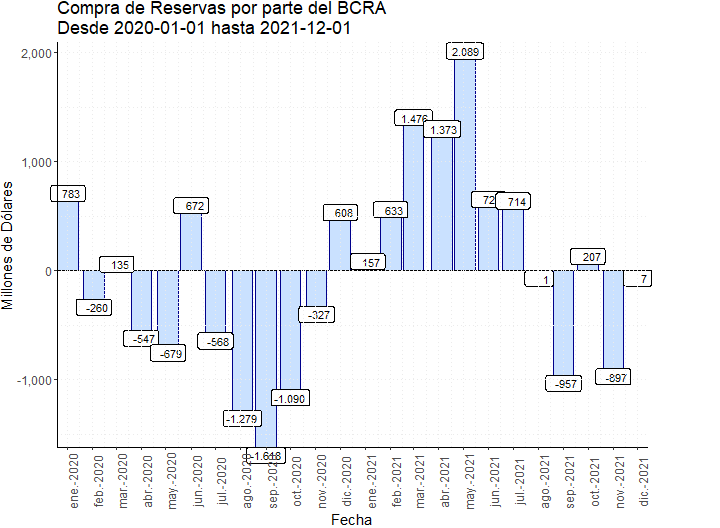 Compra de Reservas por parte del BCRA
Desde 2020-01-01 hasta 2021-12-01
Millones de Dólares
2,000
1,000
0
-1,000
783
-260
135
-547
-679
672
-568
-1.279
-1.618
-1.090
-327
608
157
633
1.476
1.373
2.089
72
714
1
-957
207
-897
7
ene.-2020
feb.-2020
mar.-2020
abr.-2020
may.-2020
jun.-2020
jul.-2020
ago.-2020
sep.-2020
oct.-2020
nov.-2020
dic.-2020
ene.-2021
feb.-2021
mar.-2021
abr.-2021
may.-2021
jun.-2021
jul.-2021
ago.-2021
sep.-2021
oct.-2021
nov.-2021
dic.-2021
Fecha